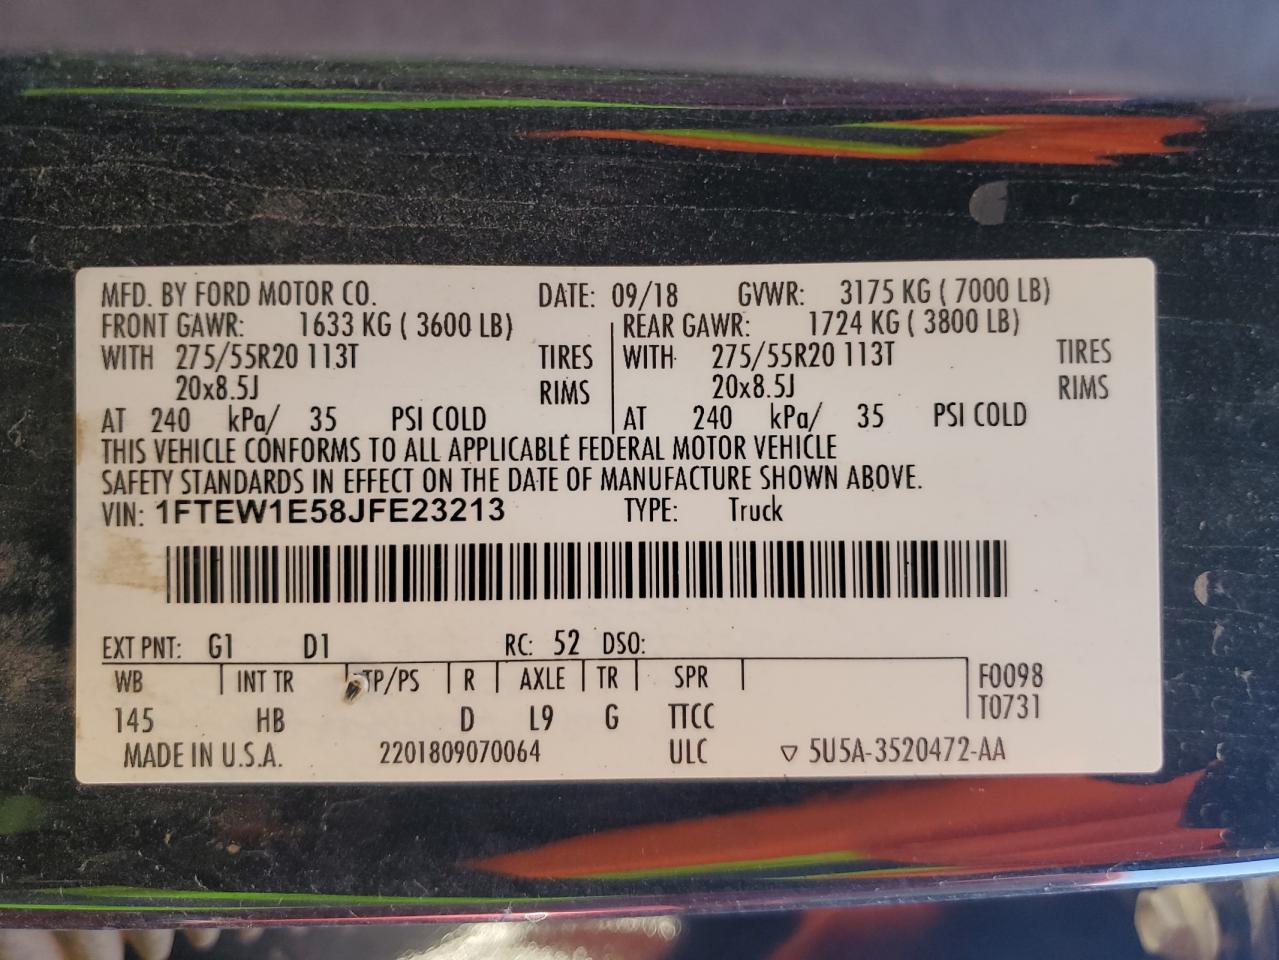 MFD. BY FORD MOTOR CO. DATE: 09/18 GVWR: 3175 KG ( 7000 LB)
FRONT GAWR: 1633 KG ( 3600 LB) REAR GAWR: 1724 KG ( 3800 LB)
WITH 275/55R20 113T TIRES WITH 275/55R20 113T TIRES
20x8.5J RIMS 20x8.5J RIMS
AT 240 kPa/ 35 PSI COLD AT 240 kPa/ 35 PSI COLD
THIS VEHICLE CONFORMS TO ALL APPLICABLE FEDERAL MOTOR VEHICLE
SAFETY STANDARDS IN EFFECT ON THE DATE OF MANUFACTURE SHOWN ABOVE.
VIN: 1FTEW1E58JFE23213 TYPE: Truck
EXT PNT: G1 D1 RC: 52 DSO:
WB INT TR TP/PS R AXLE TR SPR F0098
145 HB D L9 G TTCC T0731
MADE IN U.S.A. 2201809070064 ULC ▽ 5U5A-3520472-AA